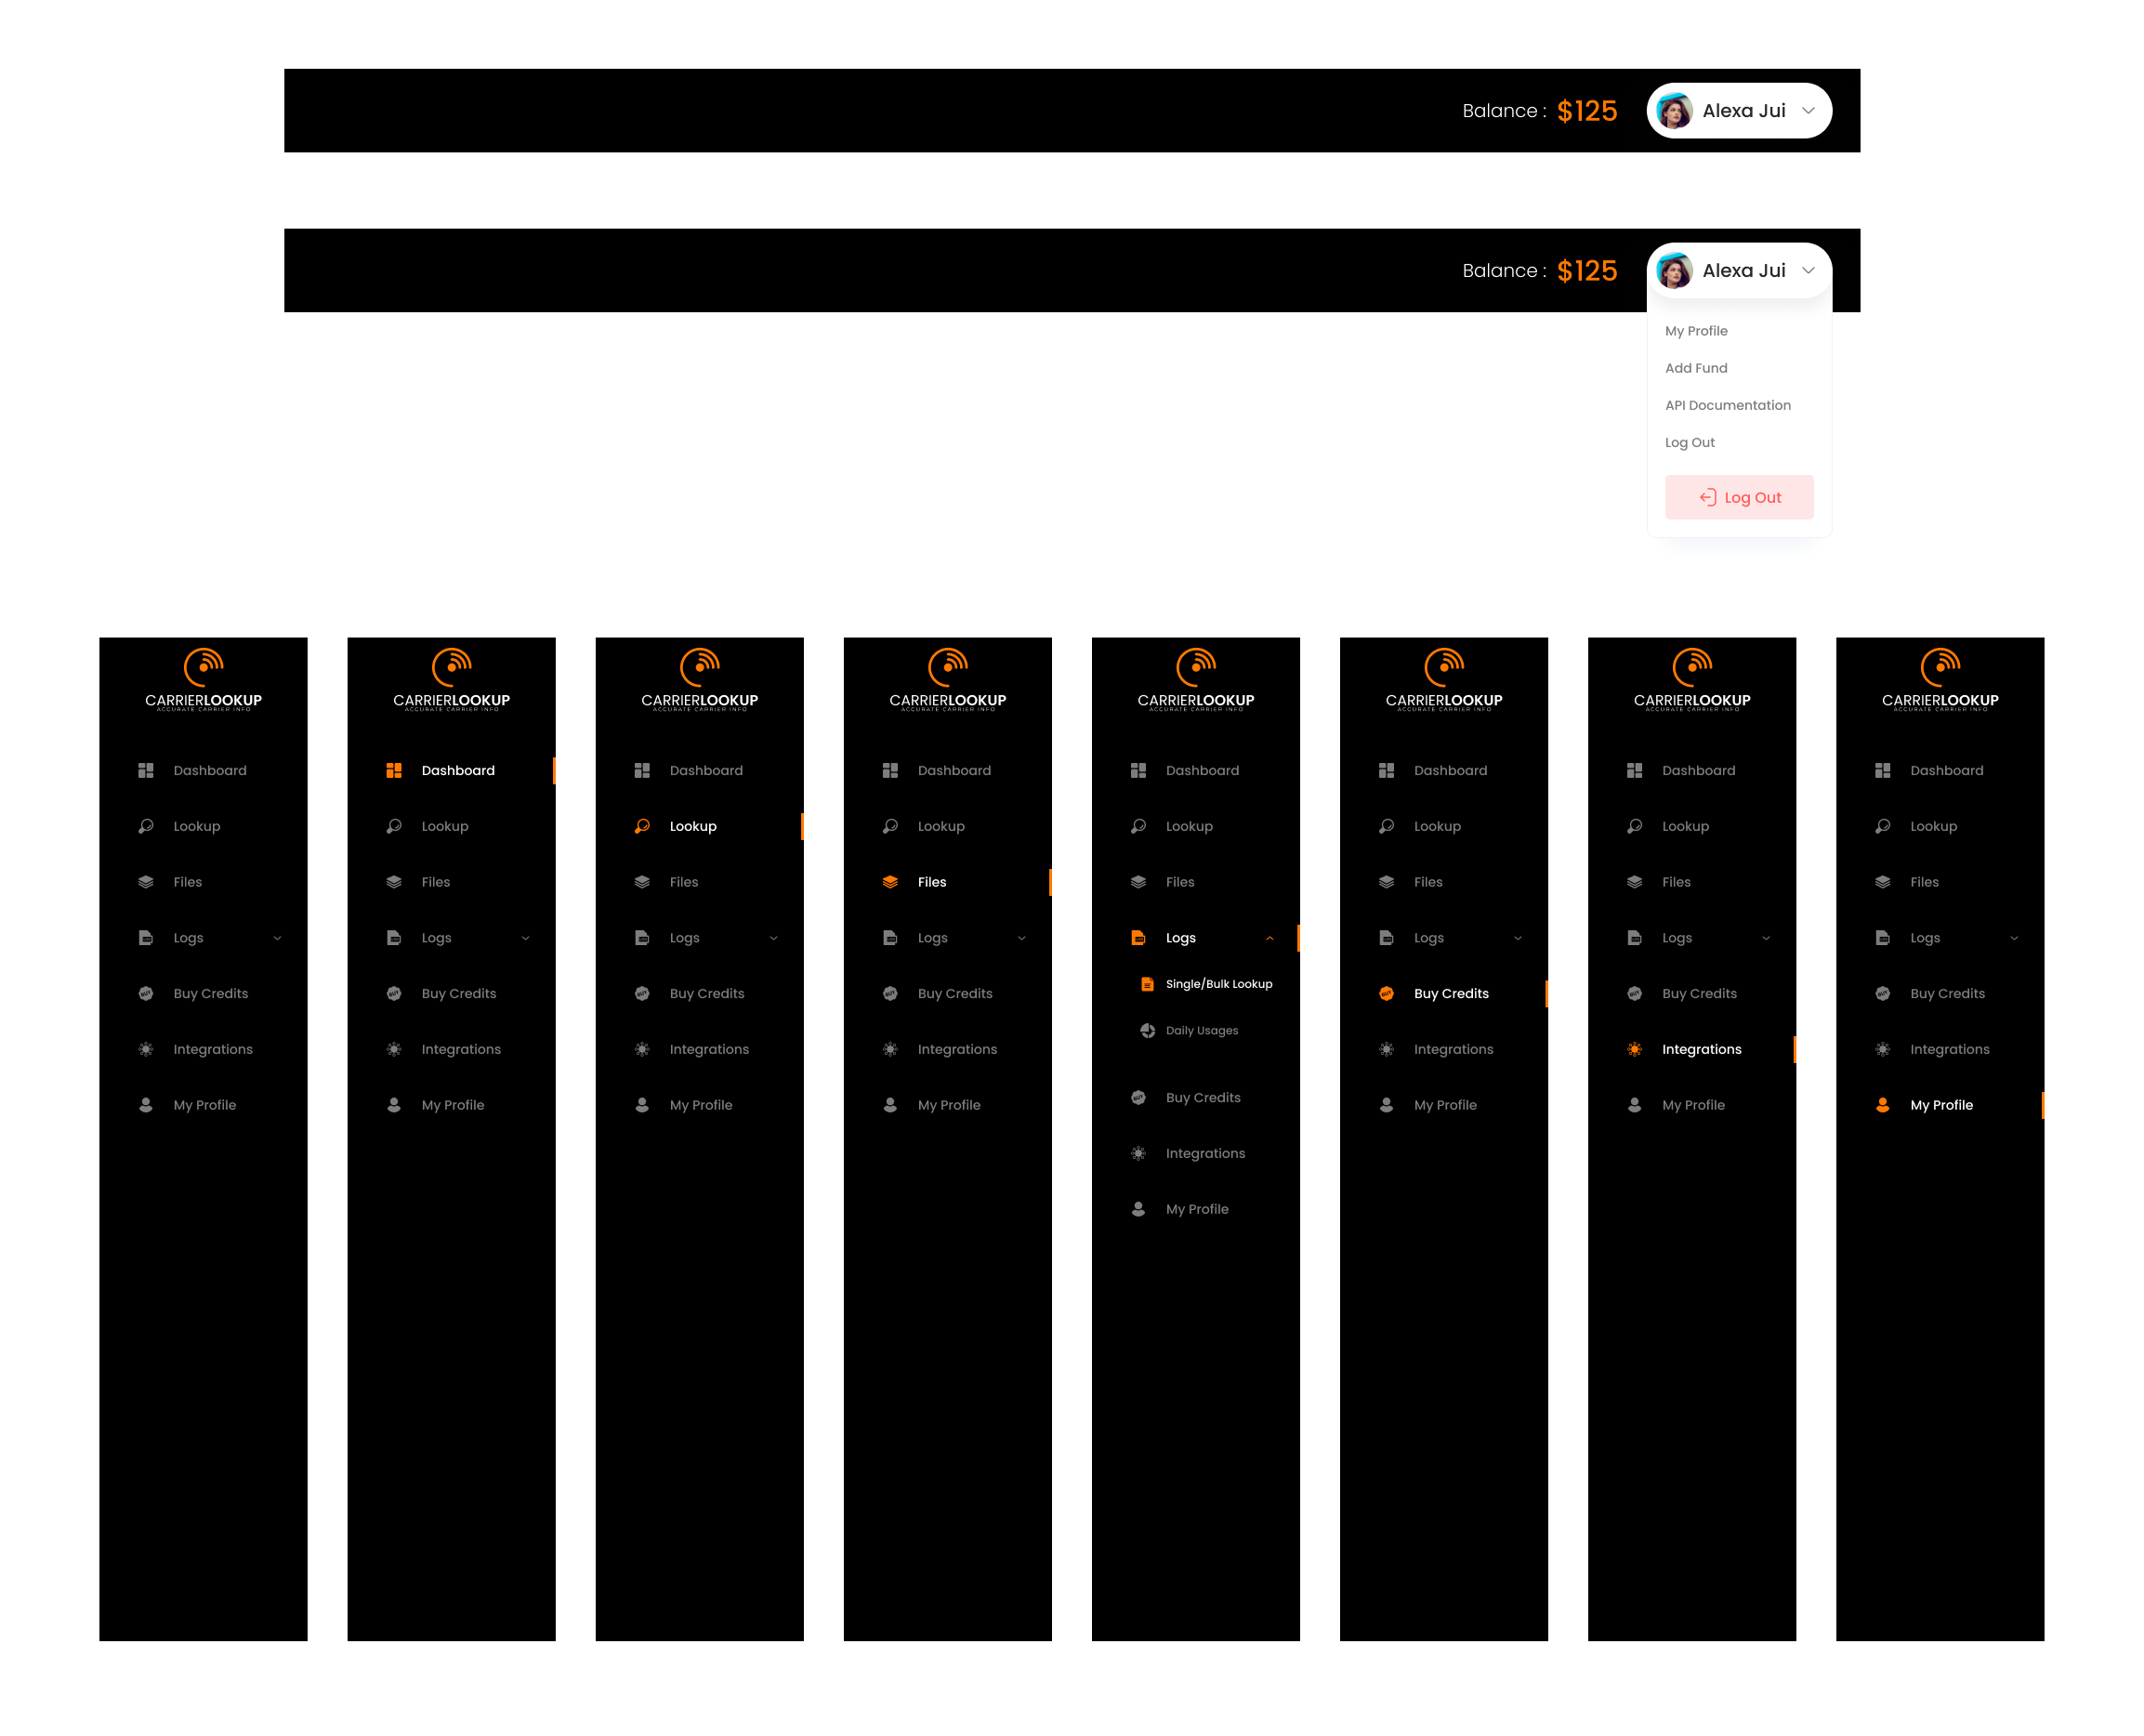 Balance : $125 Alexa Jui
Balance : $125 Alexa Jui
My Profile
Add Fund
API Documentation
Log Out
Log Out
CARRIERLOOKUP
ACCURATE CARRIER INFO
Dashboard
Lookup
Files
Logs
Buy Credits
Integrations
My Profile
CARRIERLOOKUP
ACCURATE CARRIER INFO
Dashboard
Lookup
Files
Logs
Buy Credits
Integrations
My Profile
CARRIERLOOKUP
ACCURATE CARRIER INFO
Dashboard
Lookup
Files
Logs
Buy Credits
Integrations
My Profile
CARRIERLOOKUP
ACCURATE CARRIER INFO
Dashboard
Lookup
Files
Logs
Buy Credits
Integrations
My Profile
CARRIERLOOKUP
ACCURATE CARRIER INFO
Dashboard
Lookup
Files
Logs
Single/Bulk Lookup
Daily Usages
Buy Credits
Integrations
My Profile
CARRIERLOOKUP
ACCURATE CARRIER INFO
Dashboard
Lookup
Files
Logs
Buy Credits
Integrations
My Profile
CARRIERLOOKUP
ACCURATE CARRIER INFO
Dashboard
Lookup
Files
Logs
Buy Credits
Integrations
My Profile
CARRIERLOOKUP
ACCURATE CARRIER INFO
Dashboard
Lookup
Files
Logs
Buy Credits
Integrations
My Profile